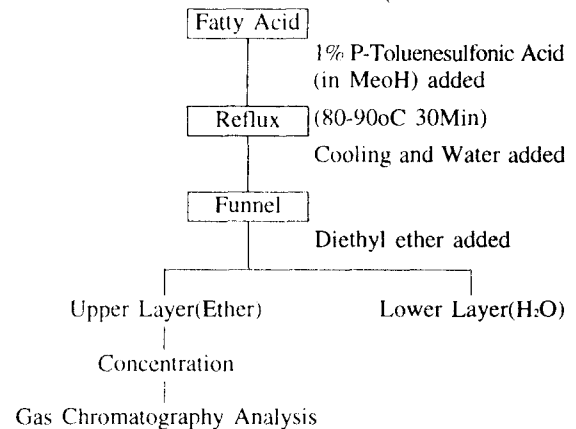 Fatty Acid
1% P-Toluenesulfonic Acid
(in MeoH) added
Reflux (80-90oC 30Min)
Cooling and Water added
Funnel
Diethyl ether added
Upper Layer(Ether) Lower Layer(H₂O)
Concentration
Gas Chromatography Analysis